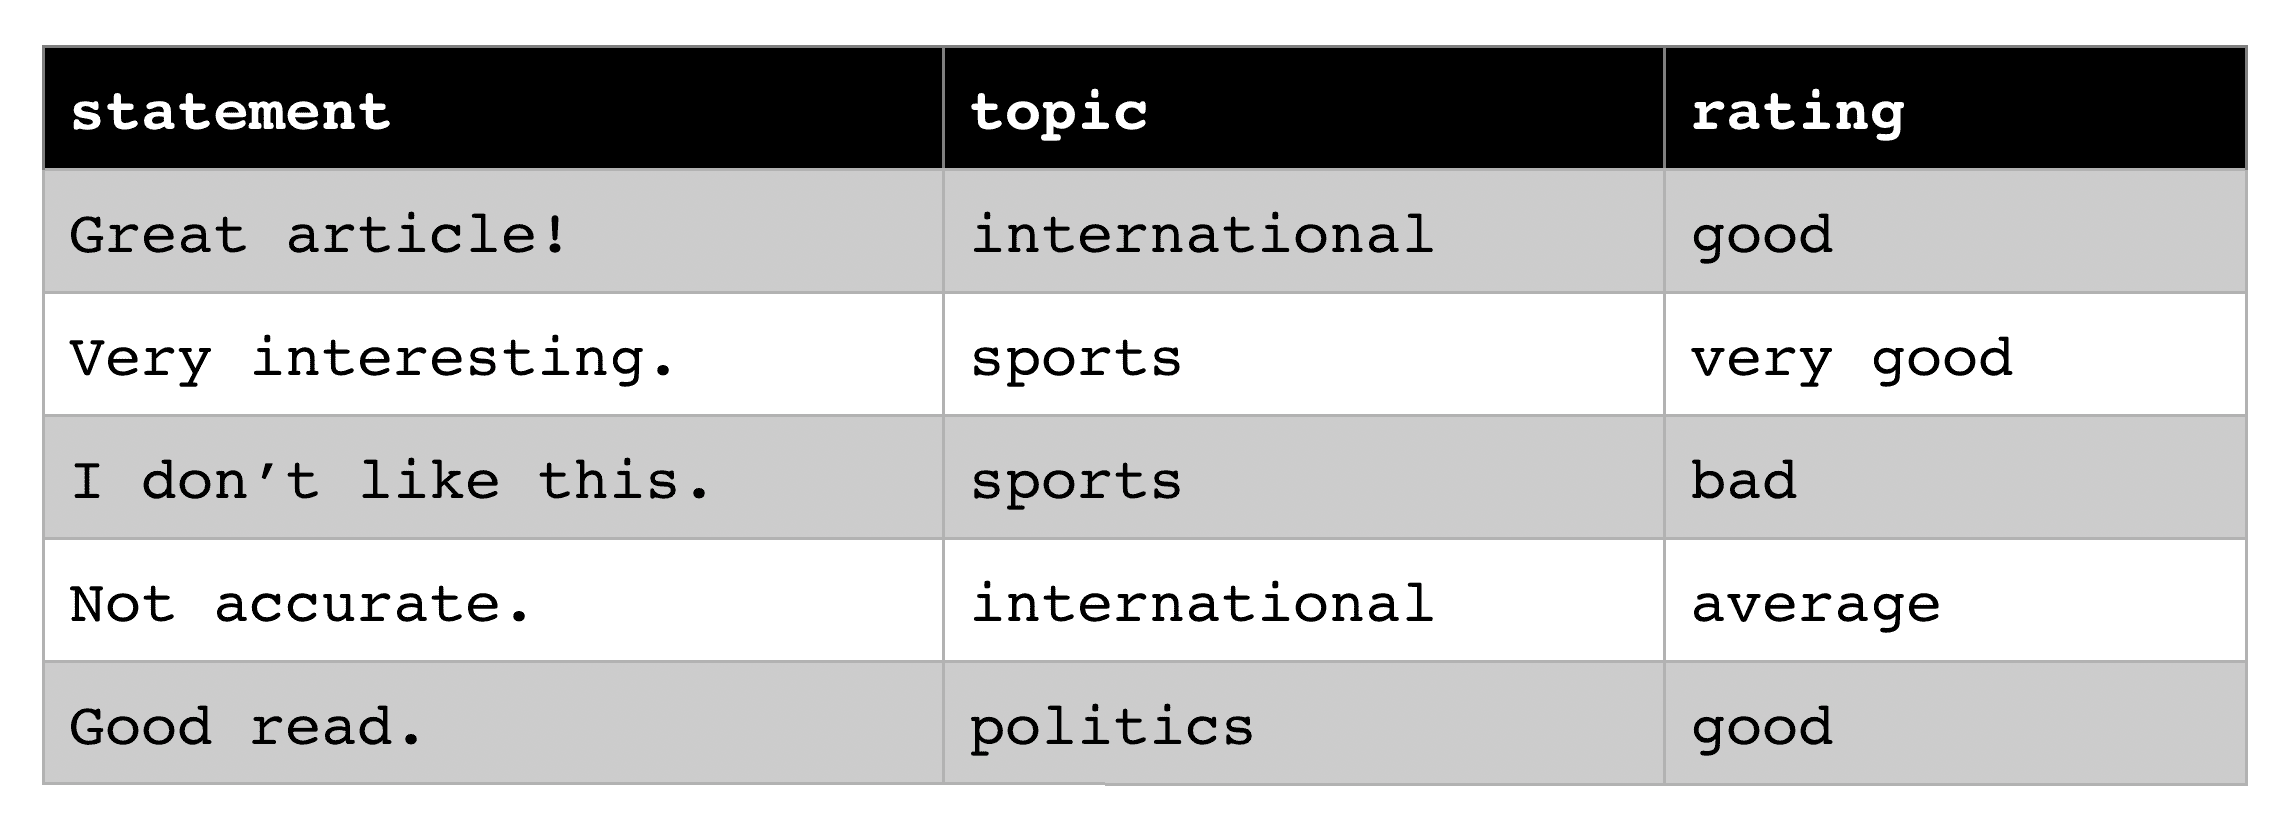 statement topic rating
Great article! international good
Very interesting. sports very good
I don’t like this. sports bad
Not accurate. international average
Good read. politics good